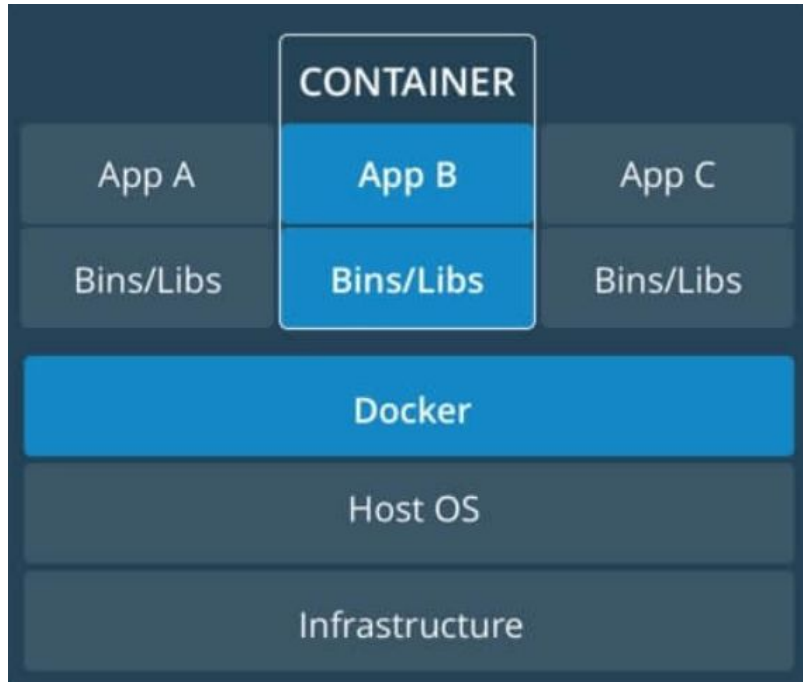 CONTAINER
App A
App B
App C
Bins/Libs
Bins/Libs
Bins/Libs
Docker
Host OS
Infrastructure